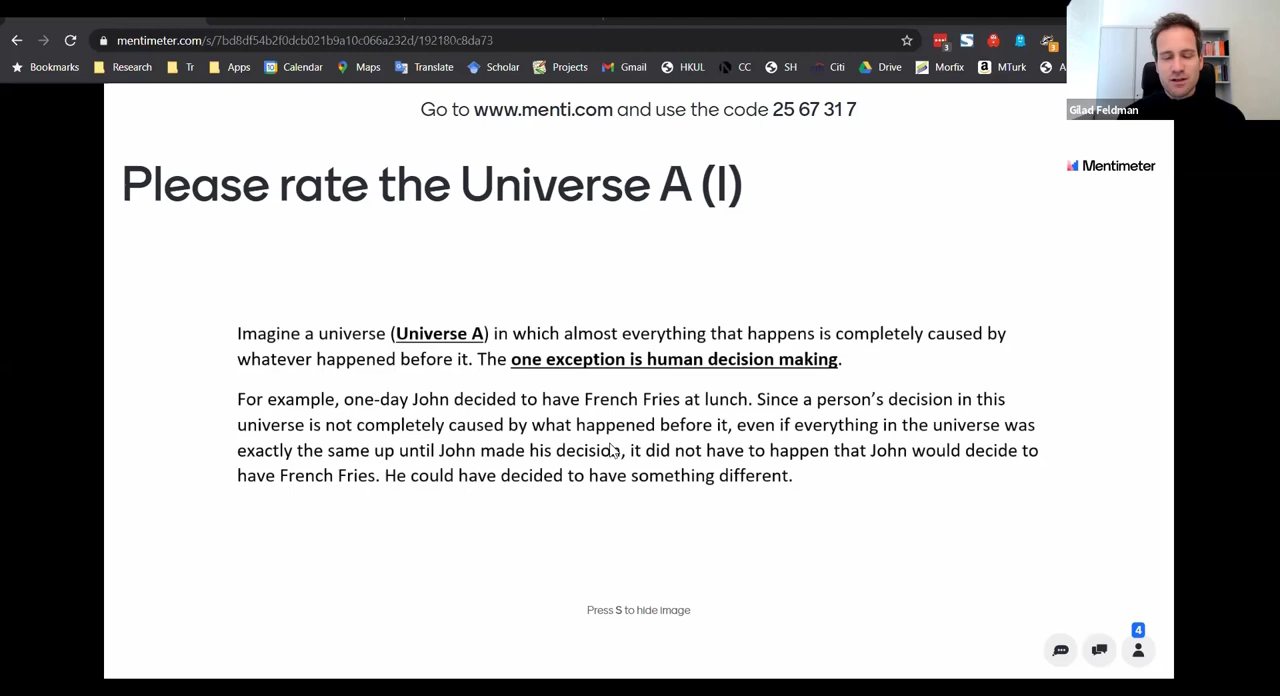 mentimeter.com/s/7bd8df54b2f0dcb021b9a10c066a232d/192180c8da73
3
3
Bookmarks Research Tr Apps Calendar Maps Translate Scholar Projects Gmail HKUL CC SH Citi Drive Morfix MTurk A
Gilad Feldman
Go to www.menti.com and use the code 25 67 31 7
Mentimeter
Please rate the Universe A (I)
Imagine a universe (Universe A) in which almost everything that happens is completely caused by
whatever happened before it. The one exception is human decision making.
For example, one-day John decided to have French Fries at lunch. Since a person’s decision in this
universe is not completely caused by what happened before it, even if everything in the universe was
exactly the same up until John made his decision, it did not have to happen that John would decide to
have French Fries. He could have decided to have something different.
Press S to hide image
4